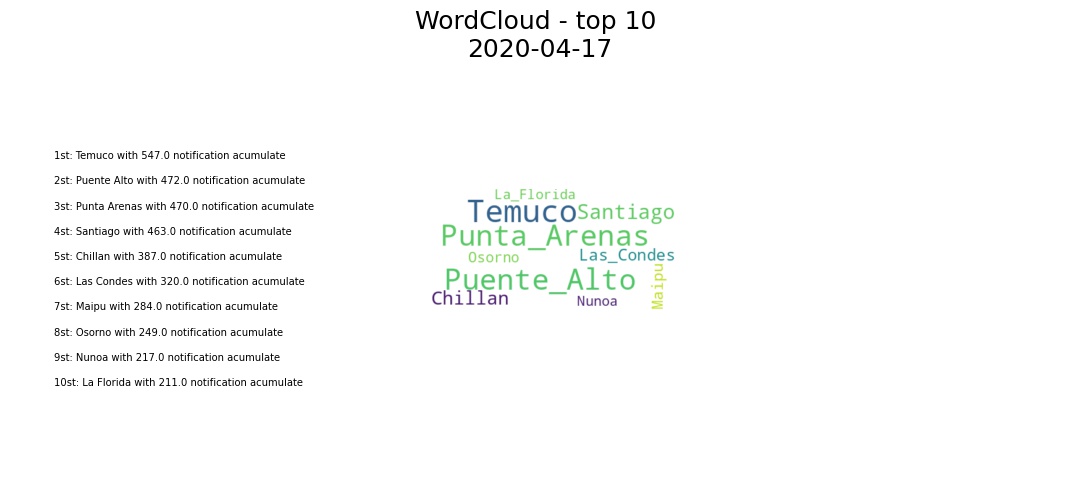 WordCloud - top 10
2020-04-17
1st: Temuco with 547.0 notification acumulate
2st: Puente Alto with 472.0 notification acumulate
3st: Punta Arenas with 470.0 notification acumulate
4st: Santiago with 463.0 notification acumulate
5st: Chillan with 387.0 notification acumulate
6st: Las Condes with 320.0 notification acumulate
7st: Maipu with 284.0 notification acumulate
8st: Osorno with 249.0 notification acumulate
9st: Nunoa with 217.0 notification acumulate
10st: La Florida with 211.0 notification acumulate
La_Florida
Temuco
Santiago
Punta_Arenas
Osorno
Las_Condes
Puente_Alto
Maipu
Chillan
Nunoa